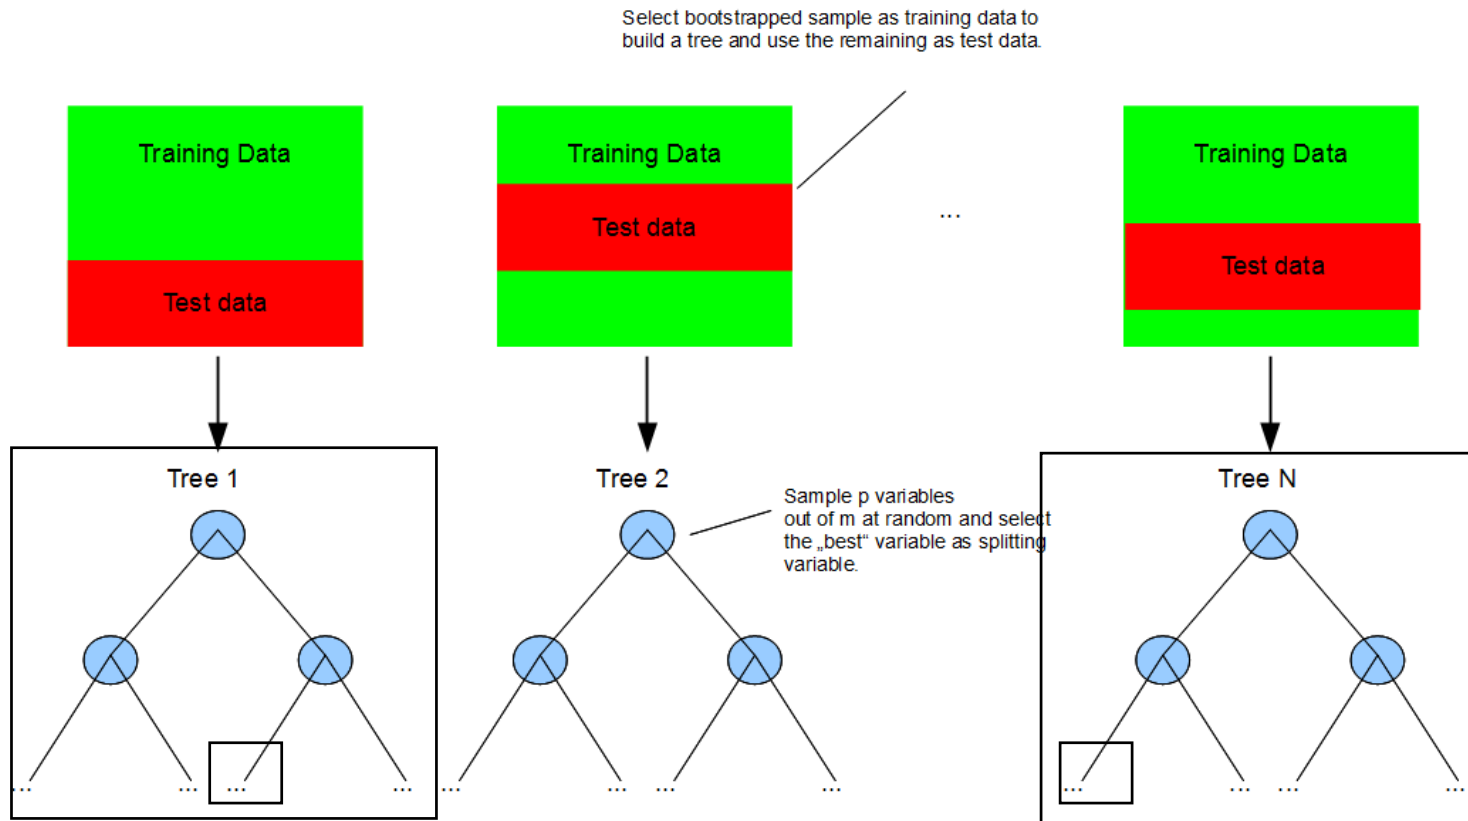 Select bootstrapped sample as training data to
build a tree and use the remaining as test data.
Training Data
Test data
Training Data
Test data
...
Training Data
Test data
Tree 1
Tree 2
Sample p variables
out of m at random and select
the „best“ variable as splitting
variable.
Tree N
... ... ... ...
... ... ... ...
... ... ... ...